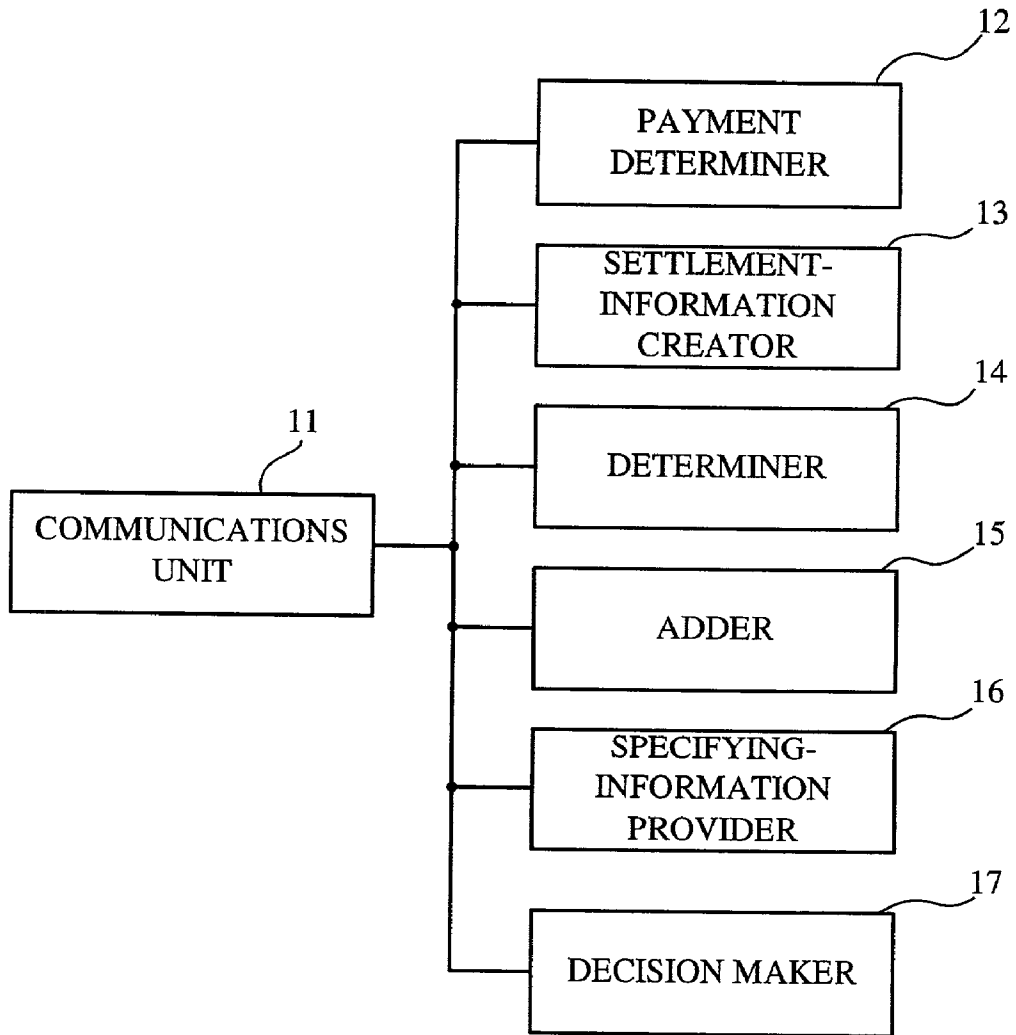 12
PAYMENT
DETERMINER
13
SETTLEMENT-
INFORMATION
CREATOR
14
DETERMINER
11
COMMUNICATIONS
UNIT
15
ADDER
16
SPECIFYING-
INFORMATION
PROVIDER
17
DECISION MAKER